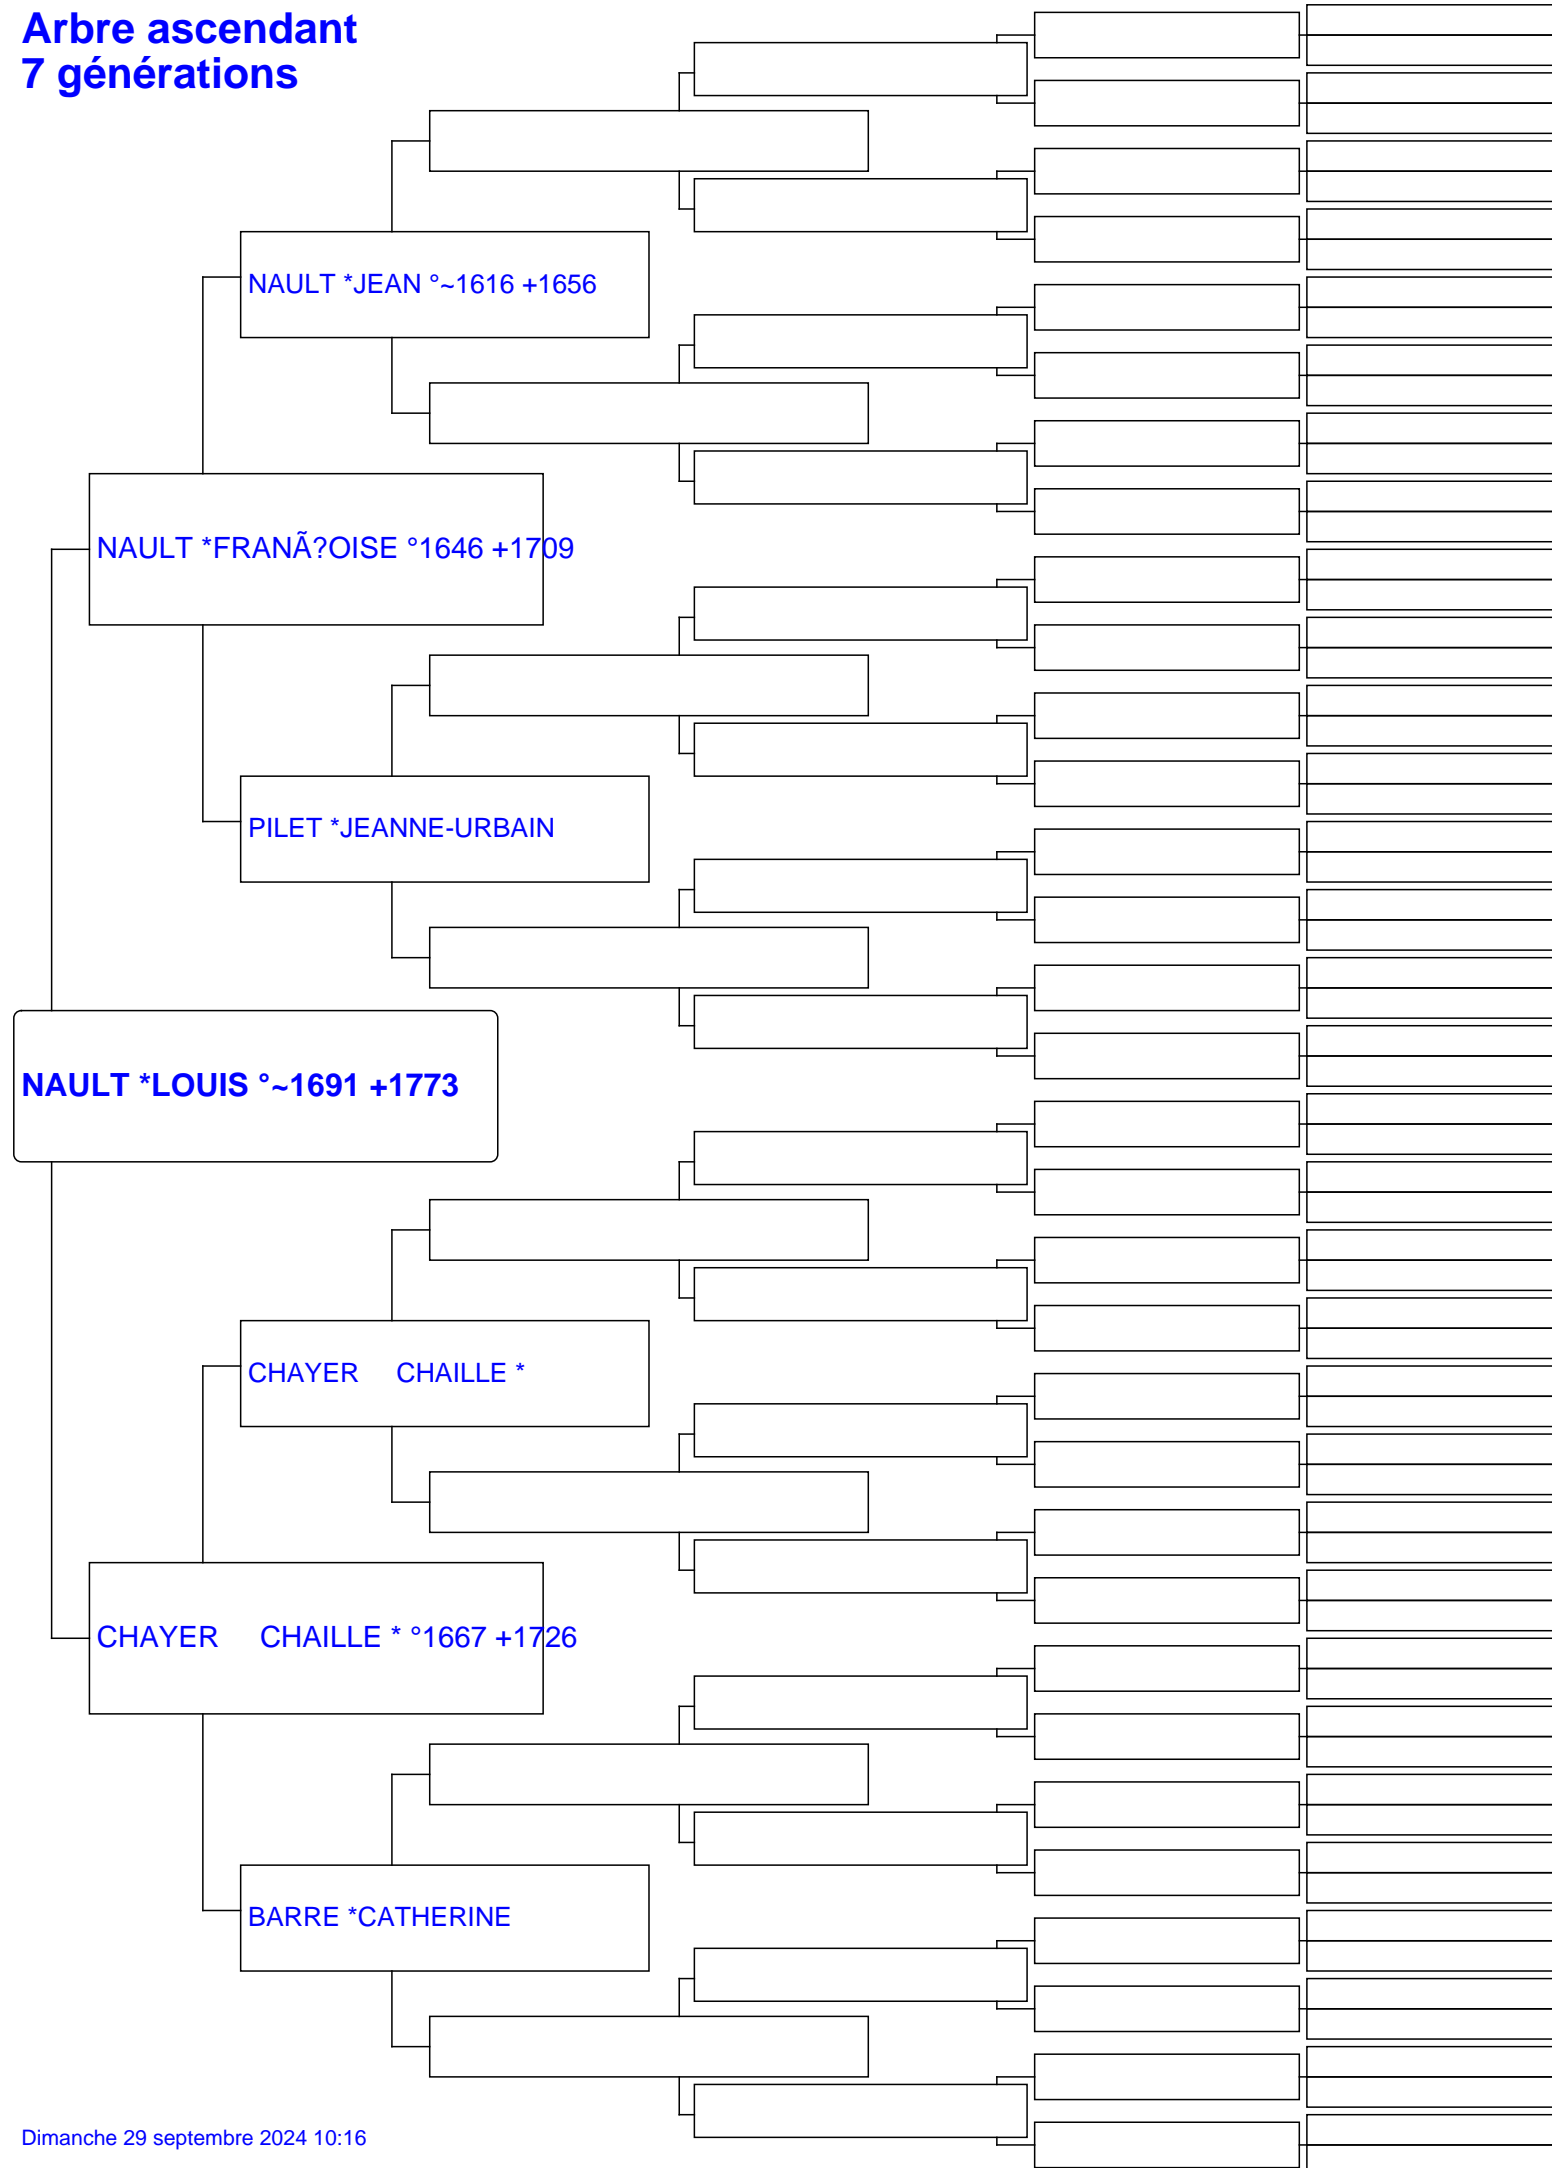 Arbre ascendant
7 générations
NAULT *JEAN °~1616 +1656
NAULT *FRANÃ?OISE °1646 +1709
PILET *JEANNE-URBAIN
NAULT *LOUIS °~1691 +1773
CHAYER     CHAILLE *
CHAYER     CHAILLE * °1667 +1726
BARRE *CATHERINE
Dimanche 29 septembre 2024 10:16